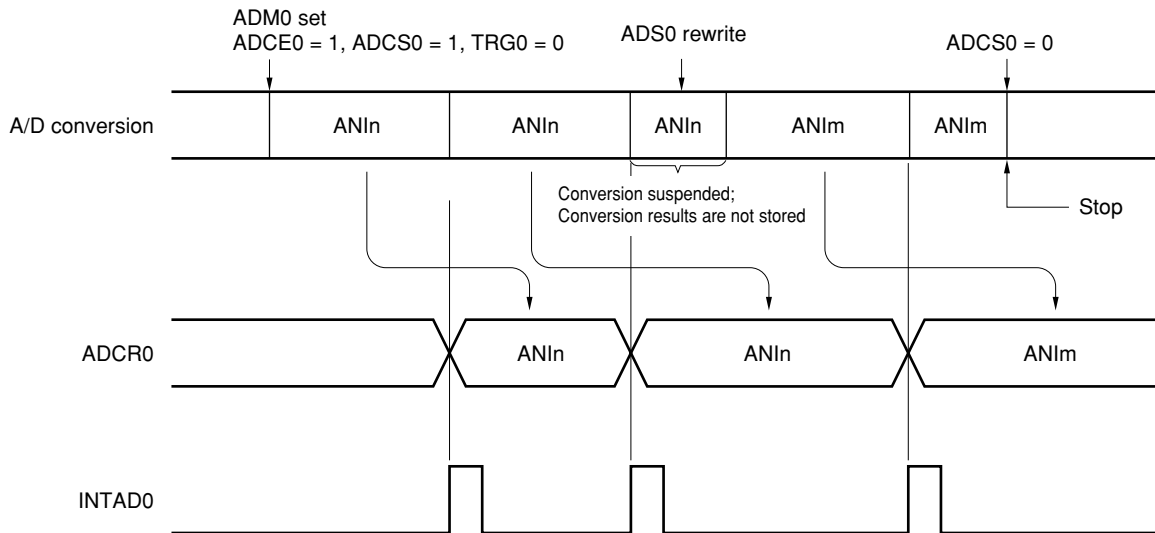 ADM0 set
ADCE0 = 1, ADCS0 = 1, TRG0 = 0
ADS0 rewrite
ADCS0 = 0
A/D conversion
ANIn
ANIn
ANIn
ANIm
ANIm
Conversion suspended;
Conversion results are not stored
Stop
ADCR0
ANIn
ANIn
ANIm
INTAD0